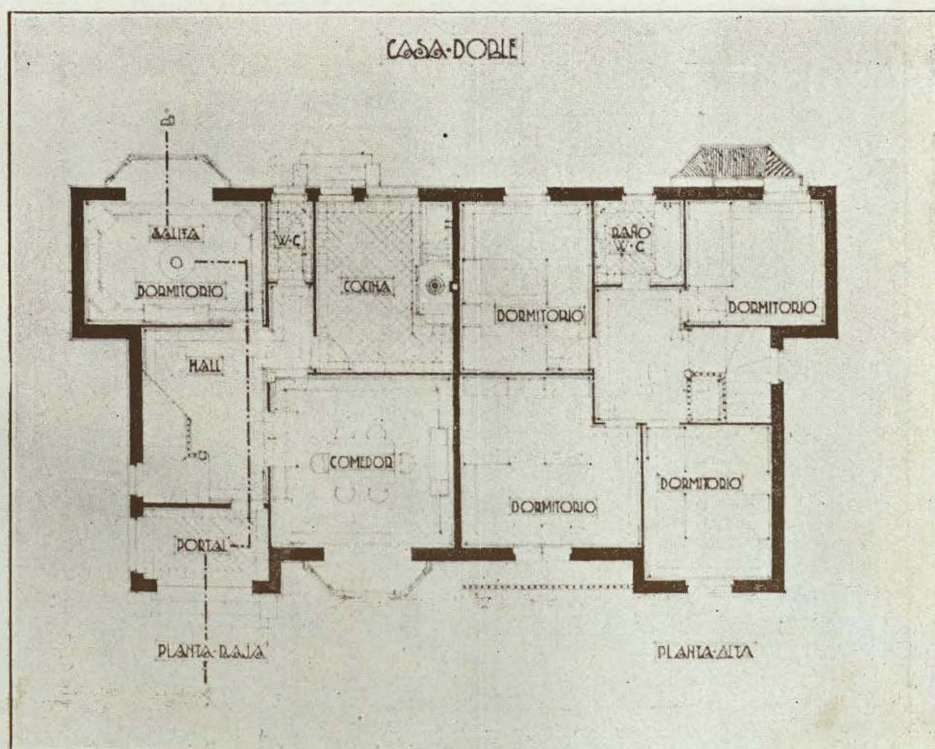 CASA·DOBLE
B
SALITA
DORMITORIO
W·C
COCINA
HALL
COMEDOR
PORTAL
PLANTA·BAJA
DORMITORIO
BAÑO
W·C
DORMITORIO
DORMITORIO
DORMITORIO
PLANTA·ALTA